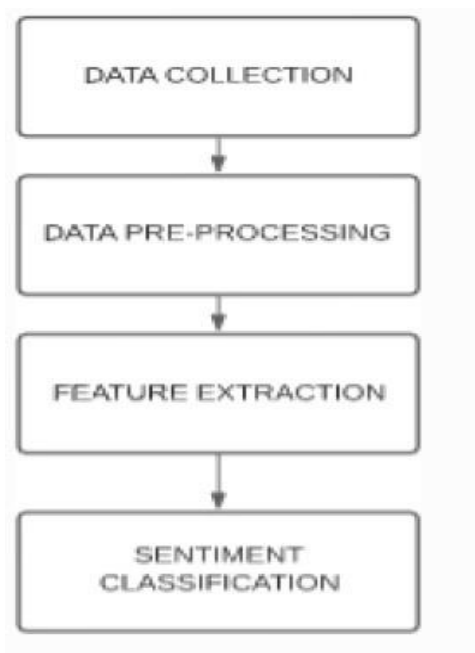 DATA COLLECTION
DATA PRE-PROCESSING
FEATURE EXTRACTION
SENTIMENT
CLASSIFICATION